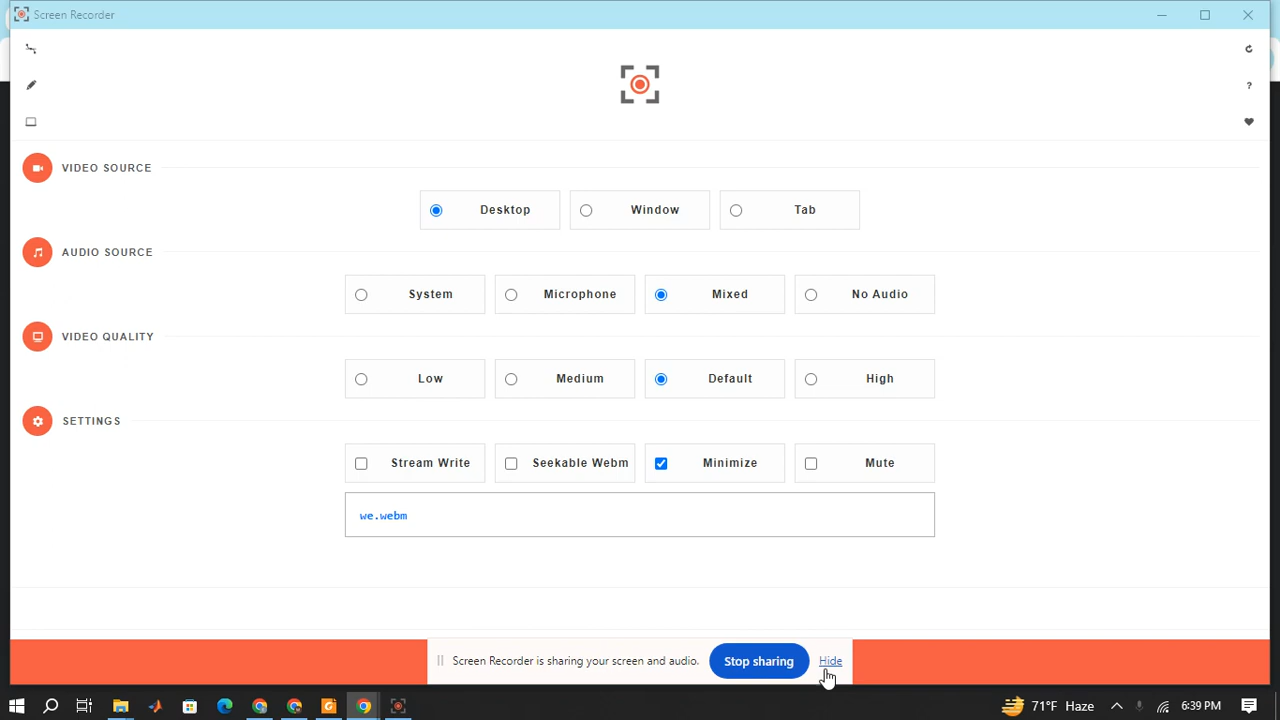 Screen Recorder
?
VIDEO SOURCE
Desktop
Window
Tab
AUDIO SOURCE
System
Microphone
Mixed
No Audio
VIDEO QUALITY
Low
Medium
Default
High
SETTINGS
Stream Write
Seekable Webm
Minimize
Mute
we.webm
Screen Recorder is sharing your screen and audio.
Stop sharing
Hide
71°F Haze
6:39 PM